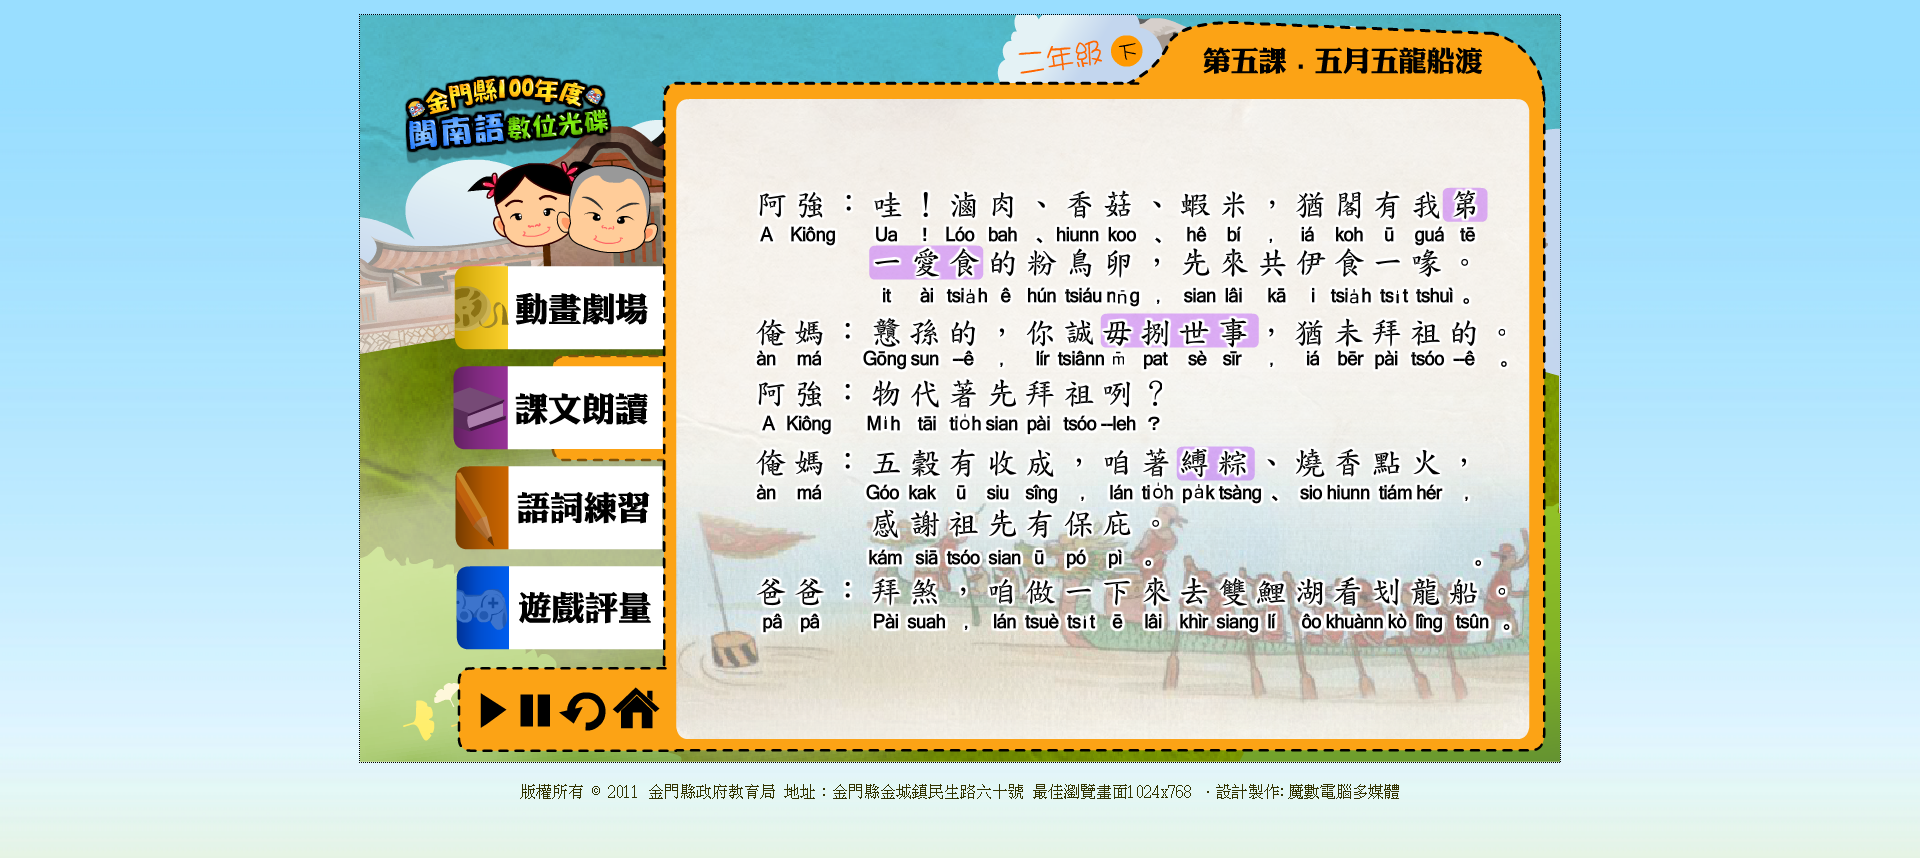 二年級 下
第五課．五月五龍船渡
金門縣100年度
閩南語數位光碟
動畫劇場
課文朗讀
語詞練習
遊戲評量
阿強：哇！滷肉、香菇、蝦米，猶閣有我第
A Kiông Ua ! Lóo bah 、hiunn koo 、 hê bí ， iá koh ū guá tē
一愛食的粉鳥卵，先來共伊食一喙。
it ài tsia̍h ê hún tsiáu nn̄g ， sian lâi kā i tsia̍h tsi̍t tshuì 。
俺媽：戇孫的，你誠毋捌世事，猶未拜祖的。
àn má Gōng sun --ê ， lír tsiânn m̄ pat sè sīr ， iá bēr pài tsóo --ê 。
阿強：物代著先拜祖咧？
A Kiông Mi̍h tāi tio̍h sian pài tsóo --leh ?
俺媽：五穀有收成，咱著縛粽、燒香點火，
àn má Góo kak ū siu sîng ， lán tio̍h pa̍k tsàng 、 sio hiunn tiám hér ，
感謝祖先有保庇。
kám siā tsóo sian ū pó pì 。 。
爸爸：拜煞，咱做一下來去雙鯉湖看划龍船。
pâ pâ Pài suah ， lán tsuè tsi̍t ē lâi khìr siang lí ôo khuànn kò lîng tsûn 。
版權所有 © 2011 金門縣政府教育局 地址：金門縣金城鎮民生路六十號 最佳瀏覽畫面1024x768 ‧設計製作: 魔數電腦多媒體